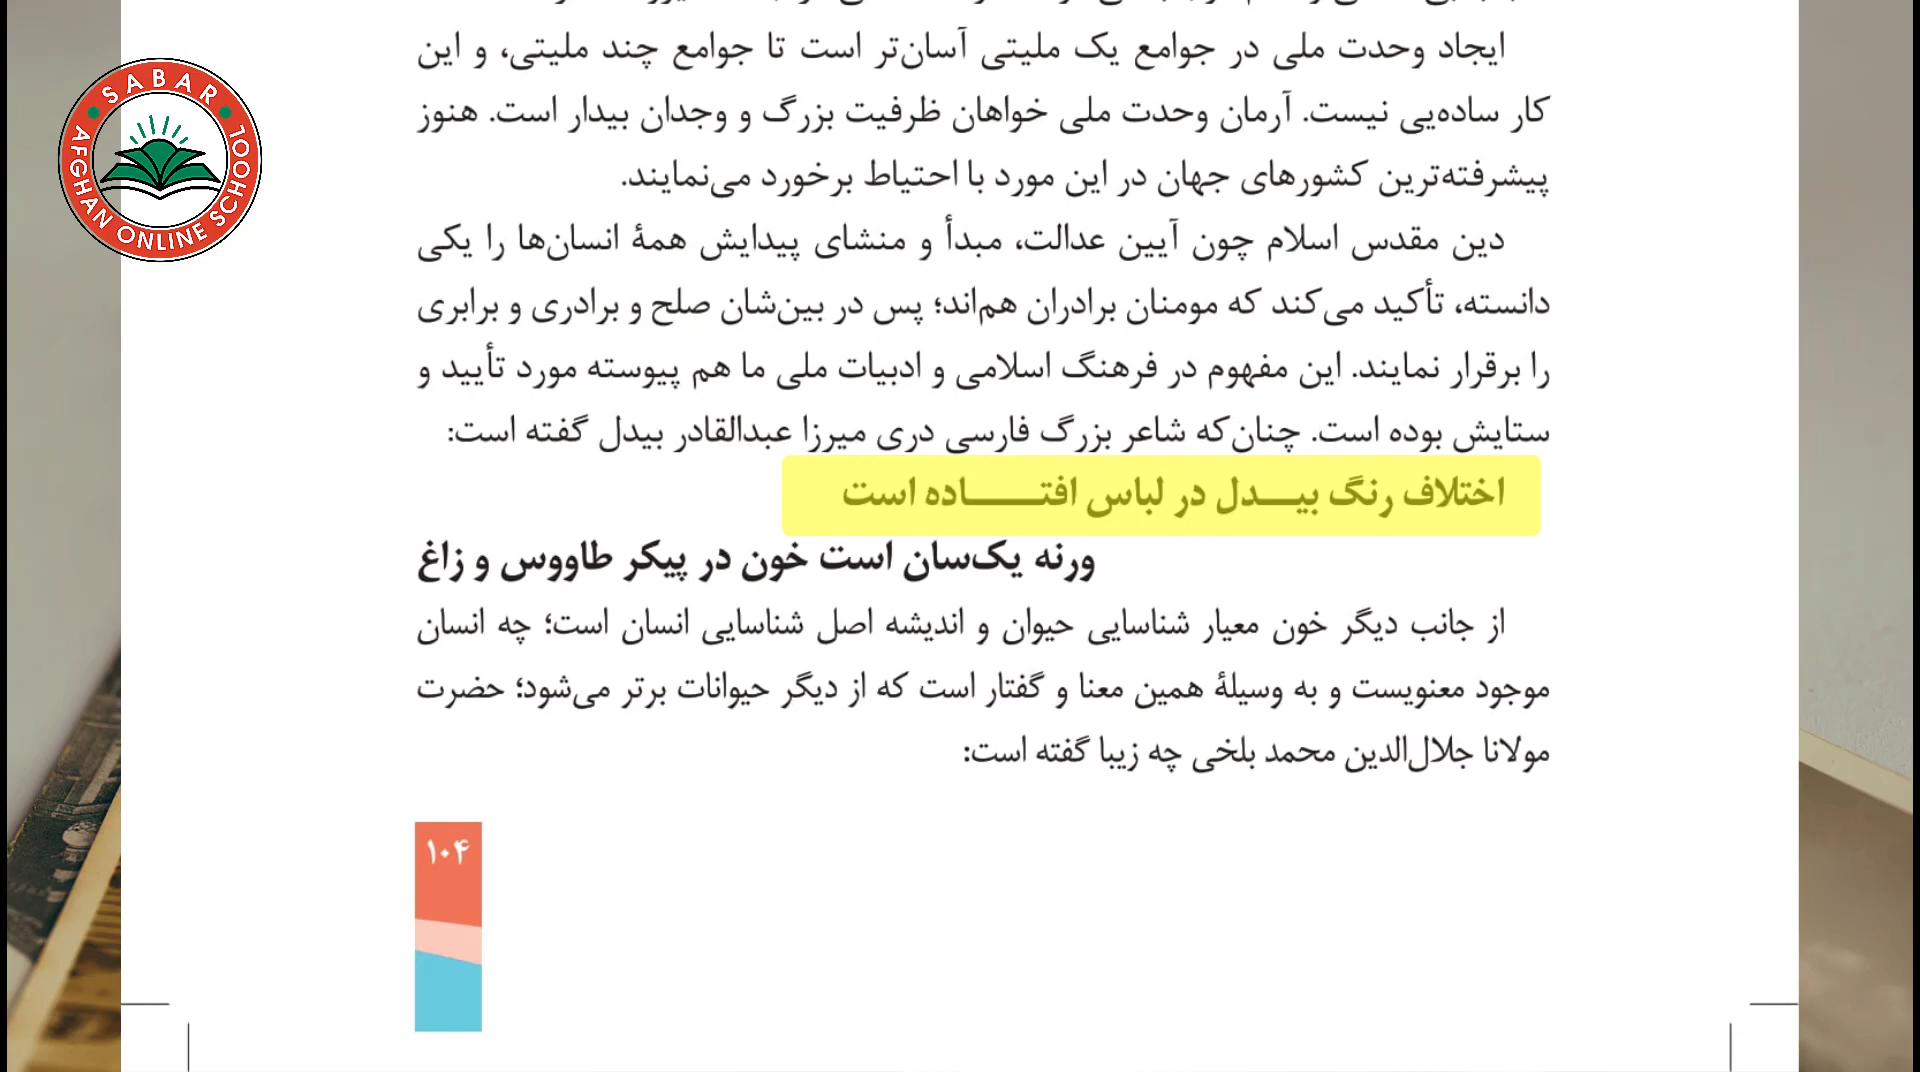 SABAR
AFGHAN ONLINE SCHOOL
ایجاد وحدت ملی در جوامع یک ملیتی آسان‌تر است تا جوامع چند ملیتی، و این
کار ساده‌یی نیست. آرمان وحدت ملی خواهان ظرفیت بزرگ و وجدان بیدار است. هنوز
پیشرفته‌ترین کشورهای جهان در این مورد با احتیاط برخورد می‌نمایند.
دین مقدس اسلام چون آیین عدالت، مبدأ و منشای پیدایش همهٔ انسان‌ها را یکی
دانسته، تأکید می‌کند که مومنان برادران هم‌اند؛ پس در بین‌شان صلح و برادری و برابری
را برقرار نمایند. این مفهوم در فرهنگ اسلامی و ادبیات ملی ما هم پیوسته مورد تأیید و
ستایش بوده است. چنان‌که شاعر بزرگ فارسی دری میرزا عبدالقادر بیدل گفته است:
اختلاف رنگ بیـــدل در لباس افتـــــــاده است
ورنه یک‌سان است خون در پیکر طاووس و زاغ
از جانب دیگر خون معیار شناسایی حیوان و اندیشه اصل شناسایی انسان است؛ چه انسان
موجود معنویست و به وسیلهٔ همین معنا و گفتار است که از دیگر حیوانات برتر می‌شود؛ حضرت
مولانا جلال‌الدین محمد بلخی چه زیبا گفته است:
۱۰۴